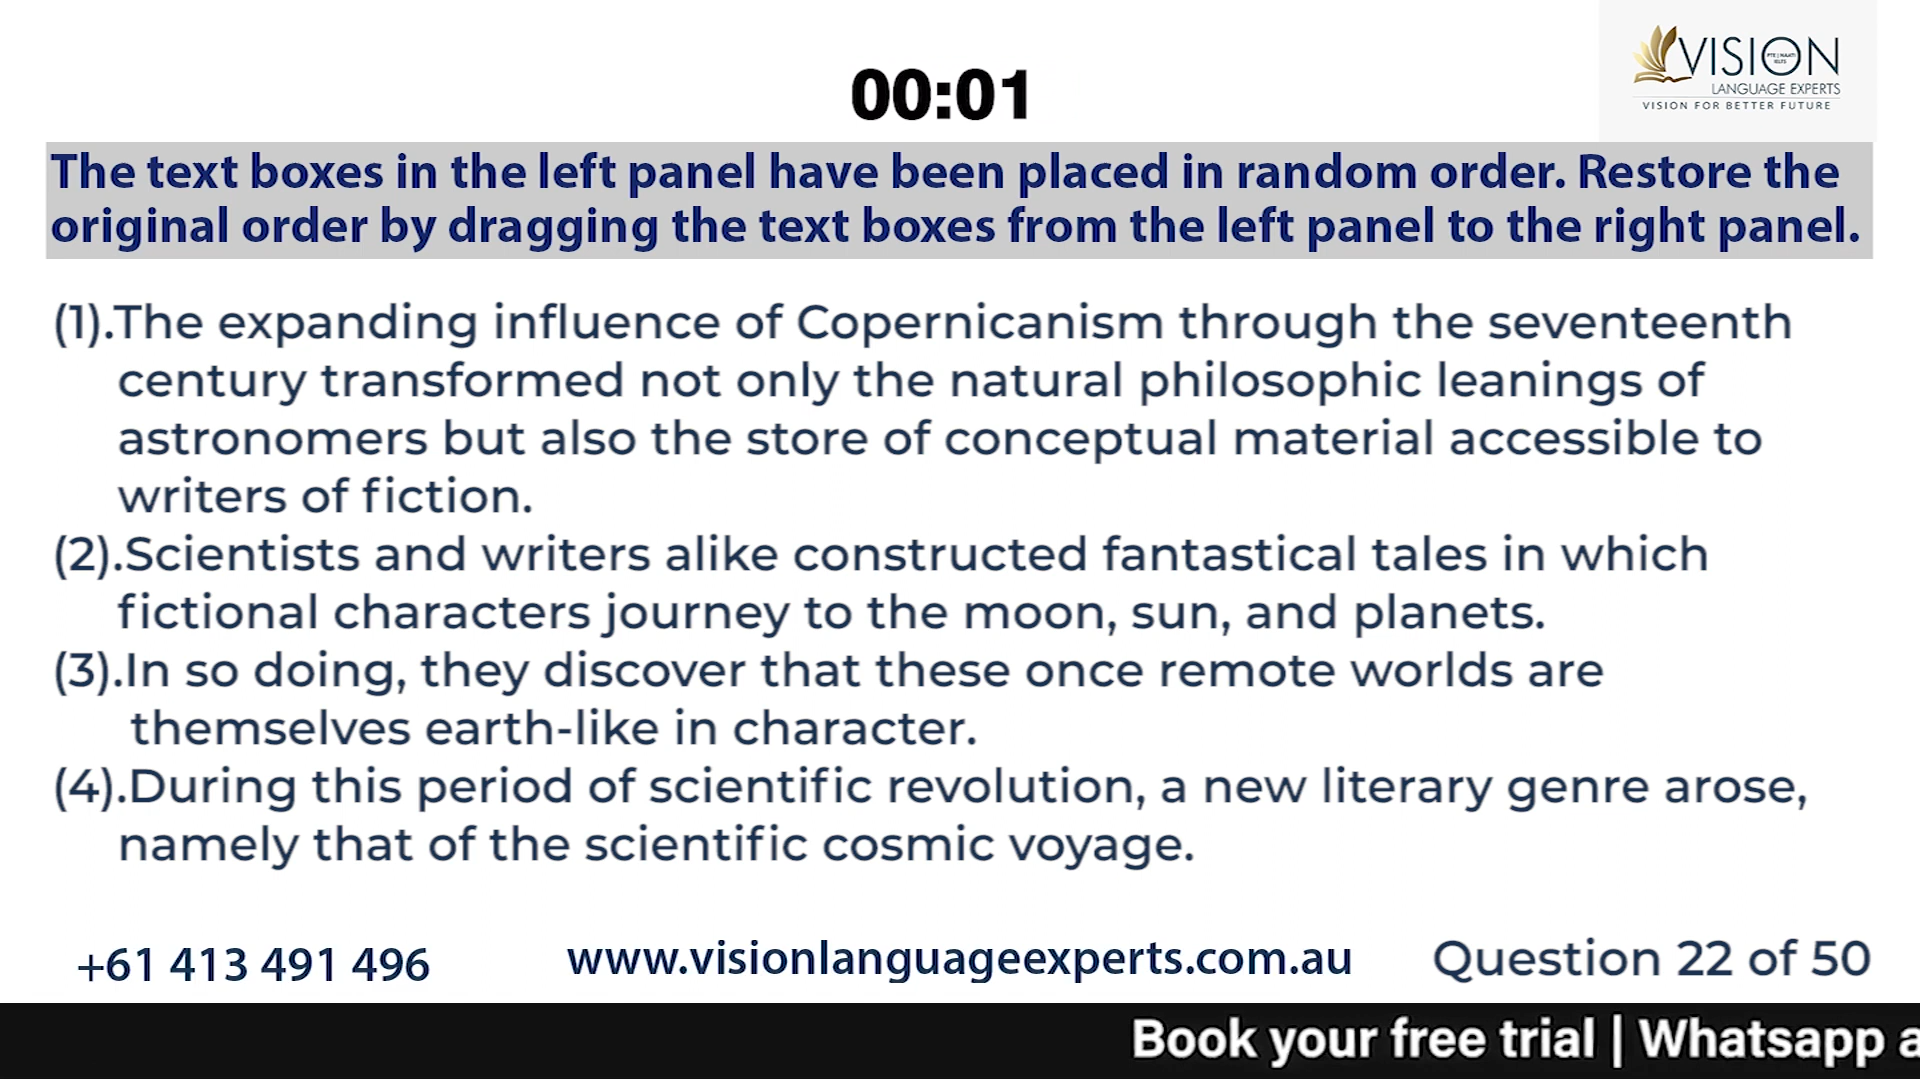 VISION
PTE | NAATI
IELTS
LANGUAGE EXPERTS
VISION FOR BETTER FUTURE
00:01
The text boxes in the left panel have been placed in random order. Restore the
original order by dragging the text boxes from the left panel to the right panel.
(1).The expanding influence of Copernicanism through the seventeenth
century transformed not only the natural philosophic leanings of
astronomers but also the store of conceptual material accessible to
writers of fiction.
(2).Scientists and writers alike constructed fantastical tales in which
fictional characters journey to the moon, sun, and planets.
(3).In so doing, they discover that these once remote worlds are
themselves earth-like in character.
(4).During this period of scientific revolution, a new literary genre arose,
namely that of the scientific cosmic voyage.
+61 413 491 496
www.visionlanguageexperts.com.au
Question 22 of 50
Book your free trial | Whatsapp a